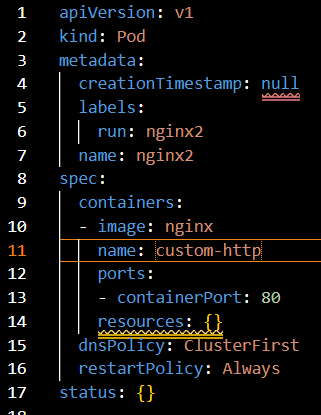 1 apiVersion: v1
2 kind: Pod
3 metadata:
4   creationTimestamp: null
5   labels:
6     run: nginx2
7   name: nginx2
8 spec:
9   containers:
10   - image: nginx
11     name: custom-http
12     ports:
13     - containerPort: 80
14     resources: {}
15   dnsPolicy: ClusterFirst
16   restartPolicy: Always
17 status: {}